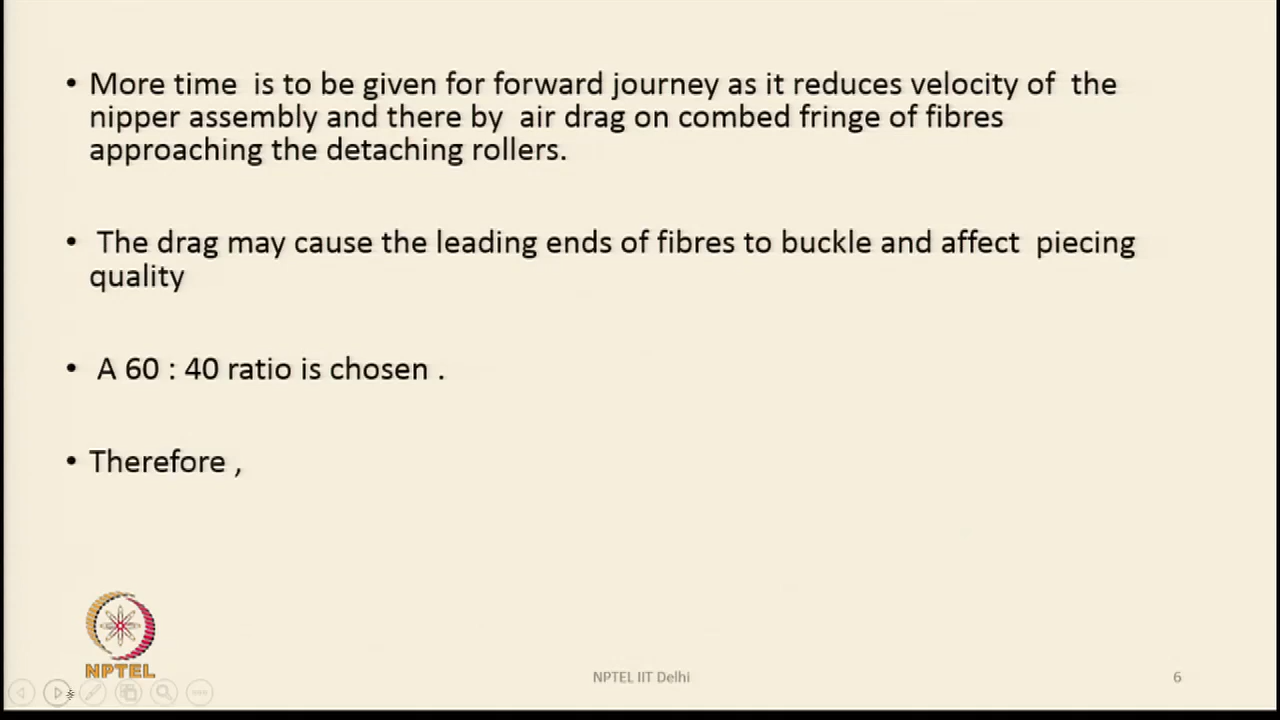 • More time is to be given for forward journey as it reduces velocity of the
nipper assembly and there by air drag on combed fringe of fibres
approaching the detaching rollers.
• The drag may cause the leading ends of fibres to buckle and affect piecing
quality
• A 60 : 40 ratio is chosen .
• Therefore ,
NPTEL
NPTEL IIT Delhi
6